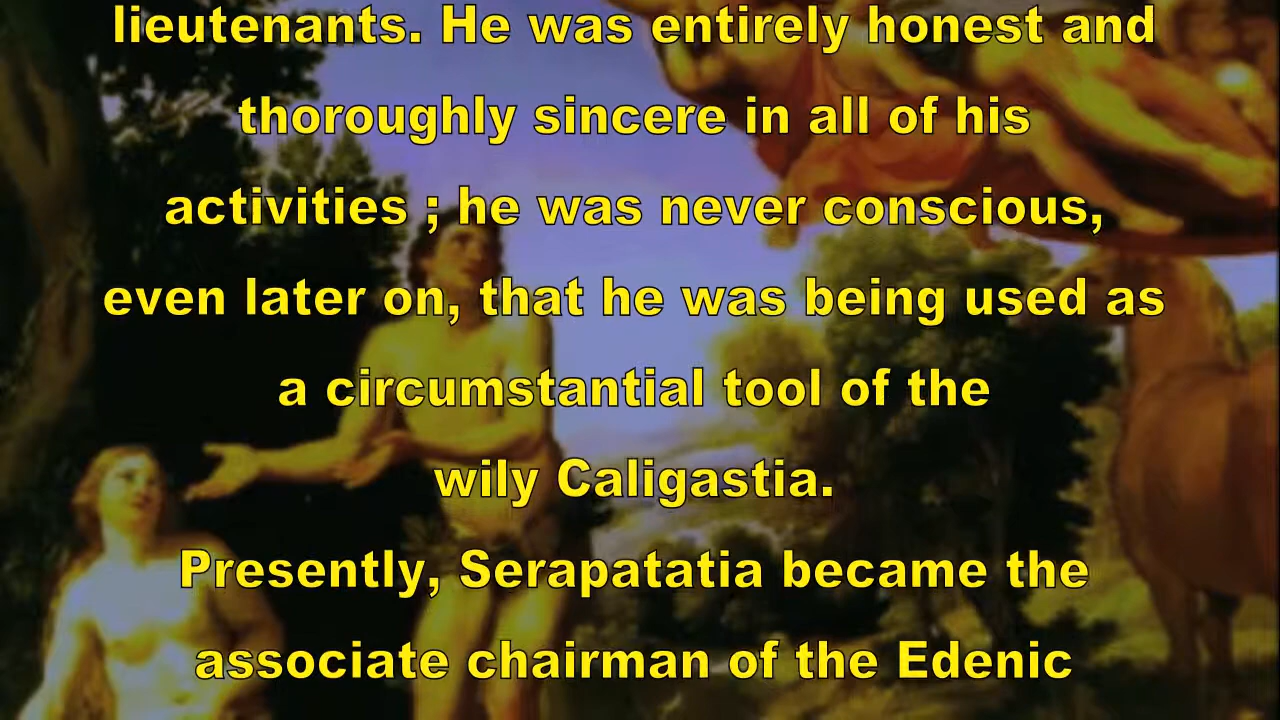 lieutenants. He was entirely honest and
thoroughly sincere in all of his
activities ; he was never conscious,
even later on, that he was being used as
a circumstantial tool of the
wily Caligastia.
Presently, Serapatatia became the
associate chairman of the Edenic